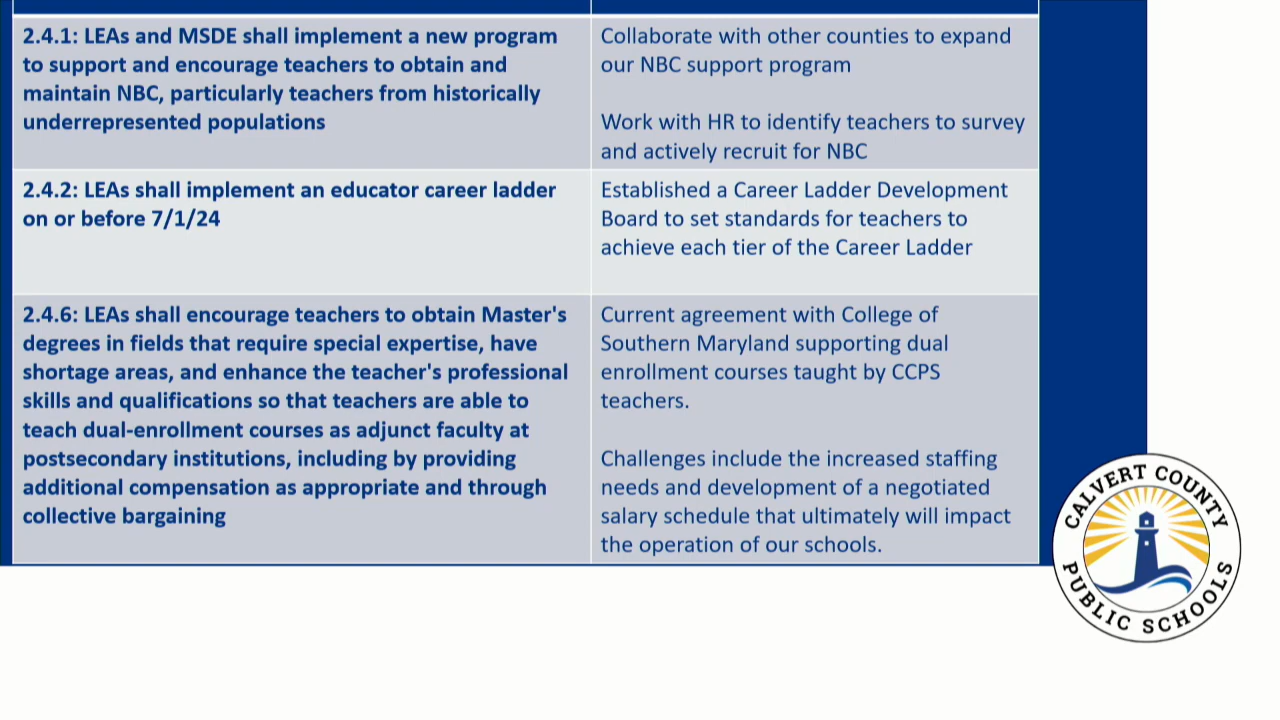 2.4.1: LEAs and MSDE shall implement a new program
to support and encourage teachers to obtain and
maintain NBC, particularly teachers from historically
underrepresented populations
Collaborate with other counties to expand
our NBC support program
Work with HR to identify teachers to survey
and actively recruit for NBC
2.4.2: LEAs shall implement an educator career ladder
on or before 7/1/24
Established a Career Ladder Development
Board to set standards for teachers to
achieve each tier of the Career Ladder
2.4.6: LEAs shall encourage teachers to obtain Master's
degrees in fields that require special expertise, have
shortage areas, and enhance the teacher's professional
skills and qualifications so that teachers are able to
teach dual-enrollment courses as adjunct faculty at
postsecondary institutions, including by providing
additional compensation as appropriate and through
collective bargaining
Current agreement with College of
Southern Maryland supporting dual
enrollment courses taught by CCPS
teachers.
Challenges include the increased staffing
needs and development of a negotiated
salary schedule that ultimately will impact
the operation of our schools.
CALVERT COUNTY
PUBLIC SCHOOLS